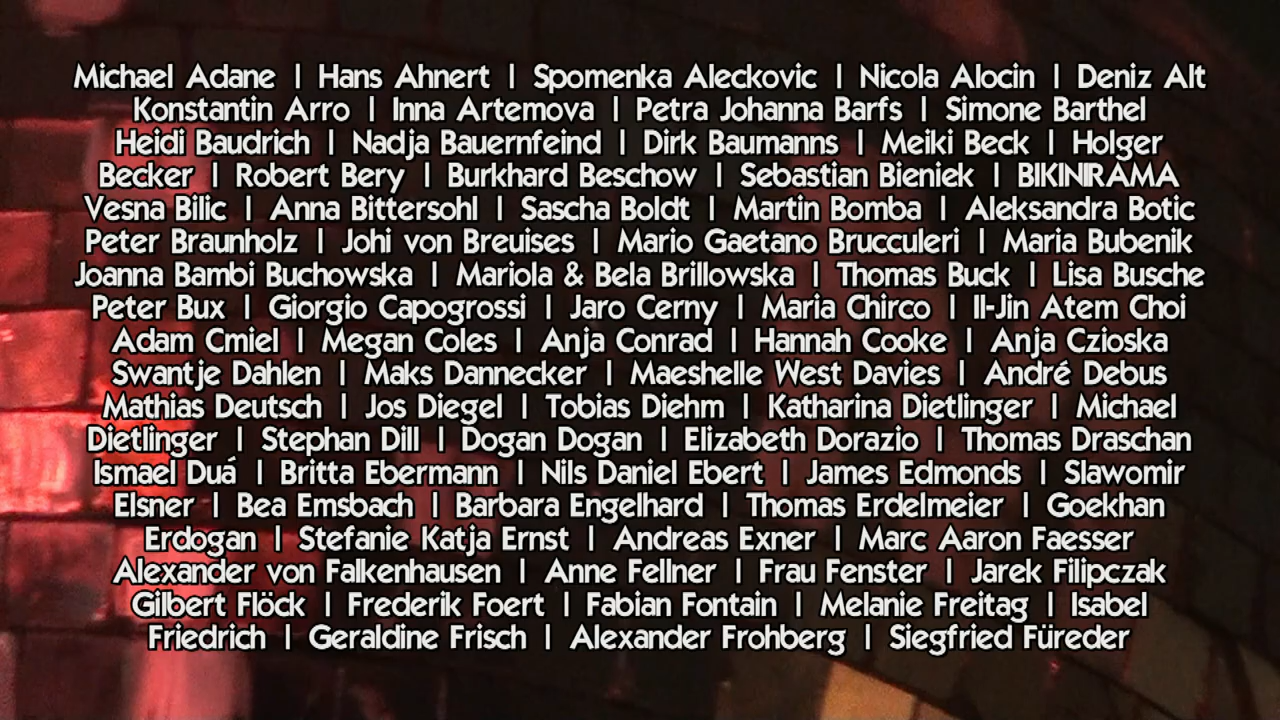 Michael Adane | Hans Ahnert | Spomenka Aleckovic | Nicola Alocin | Deniz Alt
Konstantin Arro | Inna Artemova | Petra Johanna Barfs | Simone Barthel
Heidi Baudrich | Nadja Bauernfeind | Dirk Baumanns | Meiki Beck | Holger
Becker | Robert Bery | Burkhard Beschow | Sebastian Bieniek | BIKINIRAMA
Vesna Bilic | Anna Bittersohl | Sascha Boldt | Martin Bomba | Aleksandra Botic
Peter Braunholz | Johi von Breuises | Mario Gaetano Brucculeri | Maria Bubenik
Joanna Bambi Buchowska | Mariola & Bela Brillowska | Thomas Buck | Lisa Busche
Peter Bux | Giorgio Capogrossi | Jaro Cerny | Maria Chirco | Il-Jin Atem Choi
Adam Cmiel | Megan Coles | Anja Conrad | Hannah Cooke | Anja Czioska
Swantje Dahlen | Maks Dannecker | Maeshelle West Davies | André Debus
Mathias Deutsch | Jos Diegel | Tobias Diehm | Katharina Dietlinger | Michael
Dietlinger | Stephan Dill | Dogan Dogan | Elizabeth Dorazio | Thomas Draschan
Ismael Duá | Britta Ebermann | Nils Daniel Ebert | James Edmonds | Slawomir
Elsner | Bea Emsbach | Barbara Engelhard | Thomas Erdelmeier | Goekhan
Erdogan | Stefanie Katja Ernst | Andreas Exner | Marc Aaron Faesser
Alexander von Falkenhausen | Anne Fellner | Frau Fenster | Jarek Filipczak
Gilbert Flöck | Frederik Foert | Fabian Fontain | Melanie Freitag | Isabel
Friedrich | Geraldine Frisch | Alexander Frohberg | Siegfried Füreder